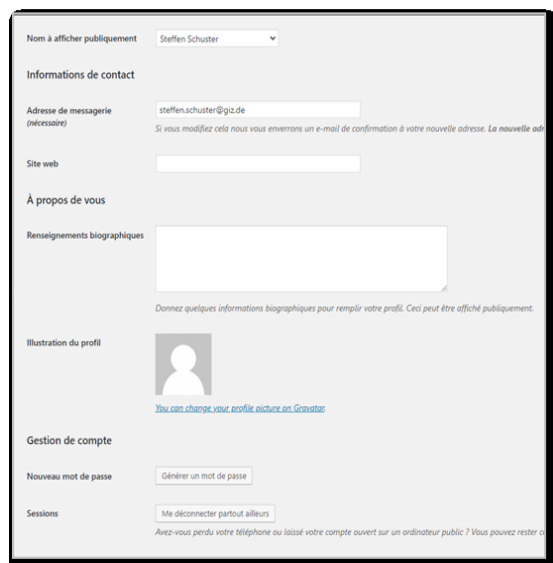 Nom à afficher publiquement
Steffen Schuster
Informations de contact
Adresse de messagerie
(nécessaire)
steffen.schuster@giz.de
Si vous modifiez cela nous vous enverrons un e-mail de confirmation à votre nouvelle adresse. La nouvelle adr
Site web
À propos de vous
Renseignements biographiques
Donnez quelques informations biographiques pour remplir votre profil. Ceci peut être affiché publiquement.
Illustration du profil
You can change your profile picture on Gravatar.
Gestion de compte
Nouveau mot de passe
Générer un mot de passe
Sessions
Me déconnecter partout ailleurs
Avez-vous perdu votre téléphone ou laissé votre compte ouvert sur un ordinateur public ? Vous pouvez rester c